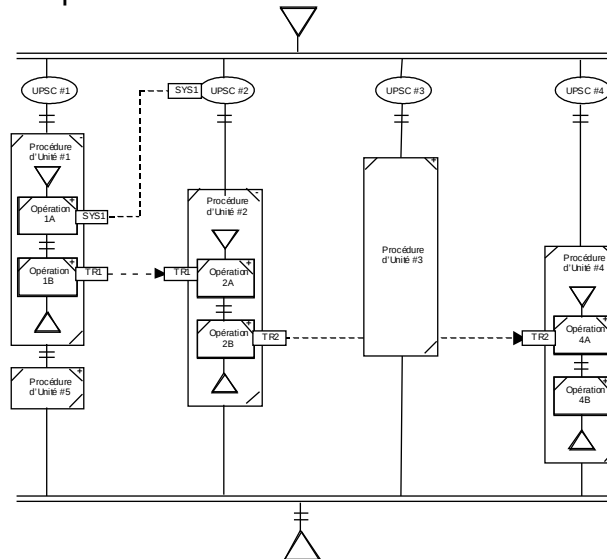 UPSC #1
SYS1
UPSC #2
UPSC #3
UPSC #4
Procédure
d'Unité #1
Opération
1A
SYS1
Opération
1B
TR1
Procédure
d'Unité #5
Procédure
d'Unité #2
TR1
Opération
2A
Opération
2B
TR2
Procédure
d'Unité #3
Procédure
d'Unité #4
TR2
Opération
4A
Opération
4B